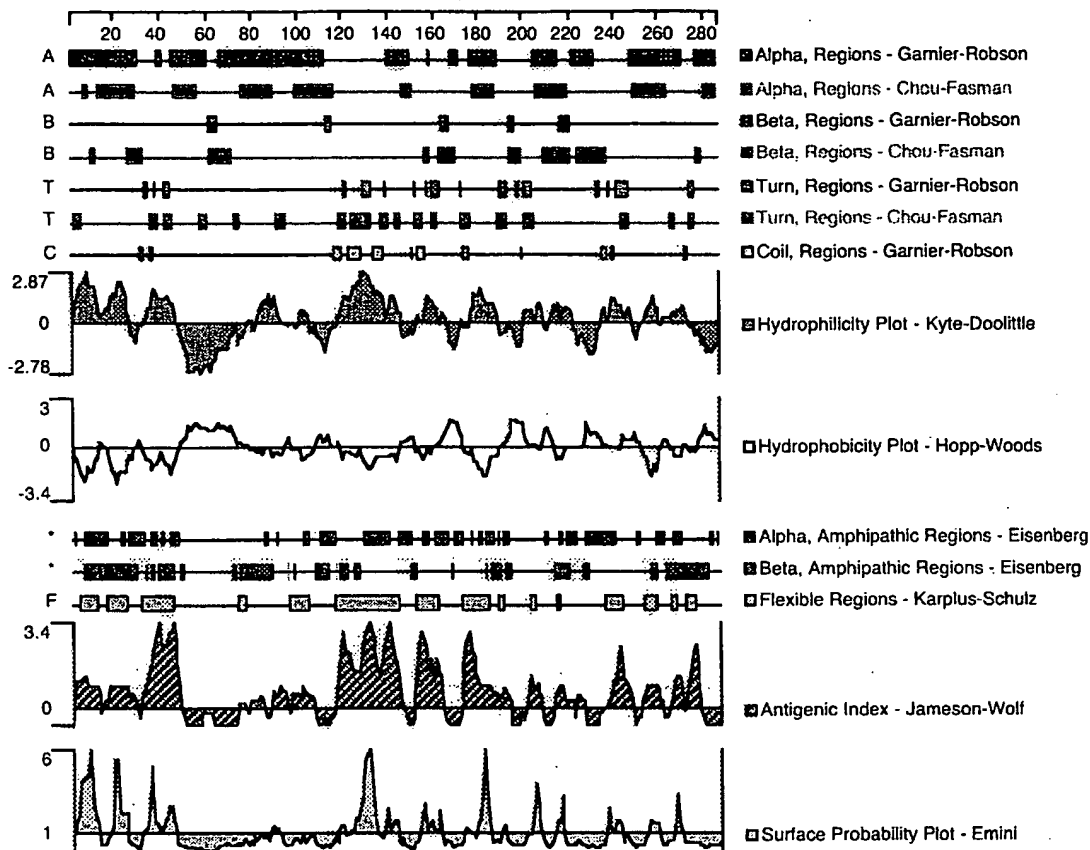 20 40 60 80 100 120 140 160 180 200 220 240 260 280
A Alpha, Regions - Garnier-Robson
A Alpha, Regions - Chou-Fasman
B Beta, Regions - Garnier-Robson
B Beta, Regions - Chou-Fasman
T Turn, Regions - Garnier-Robson
T Turn, Regions - Chou-Fasman
C Coil, Regions - Garnier-Robson
2.87
0 Hydrophilicity Plot - Kyte-Doolittle
-2.78
3
0 Hydrophobicity Plot - Hopp-Woods
-3.4
* Alpha, Amphipathic Regions - Eisenberg
* Beta, Amphipathic Regions - Eisenberg
F Flexible Regions - Karplus-Schulz
3.4
0 Antigenic Index - Jameson-Wolf
6
1 Surface Probability Plot - Emini